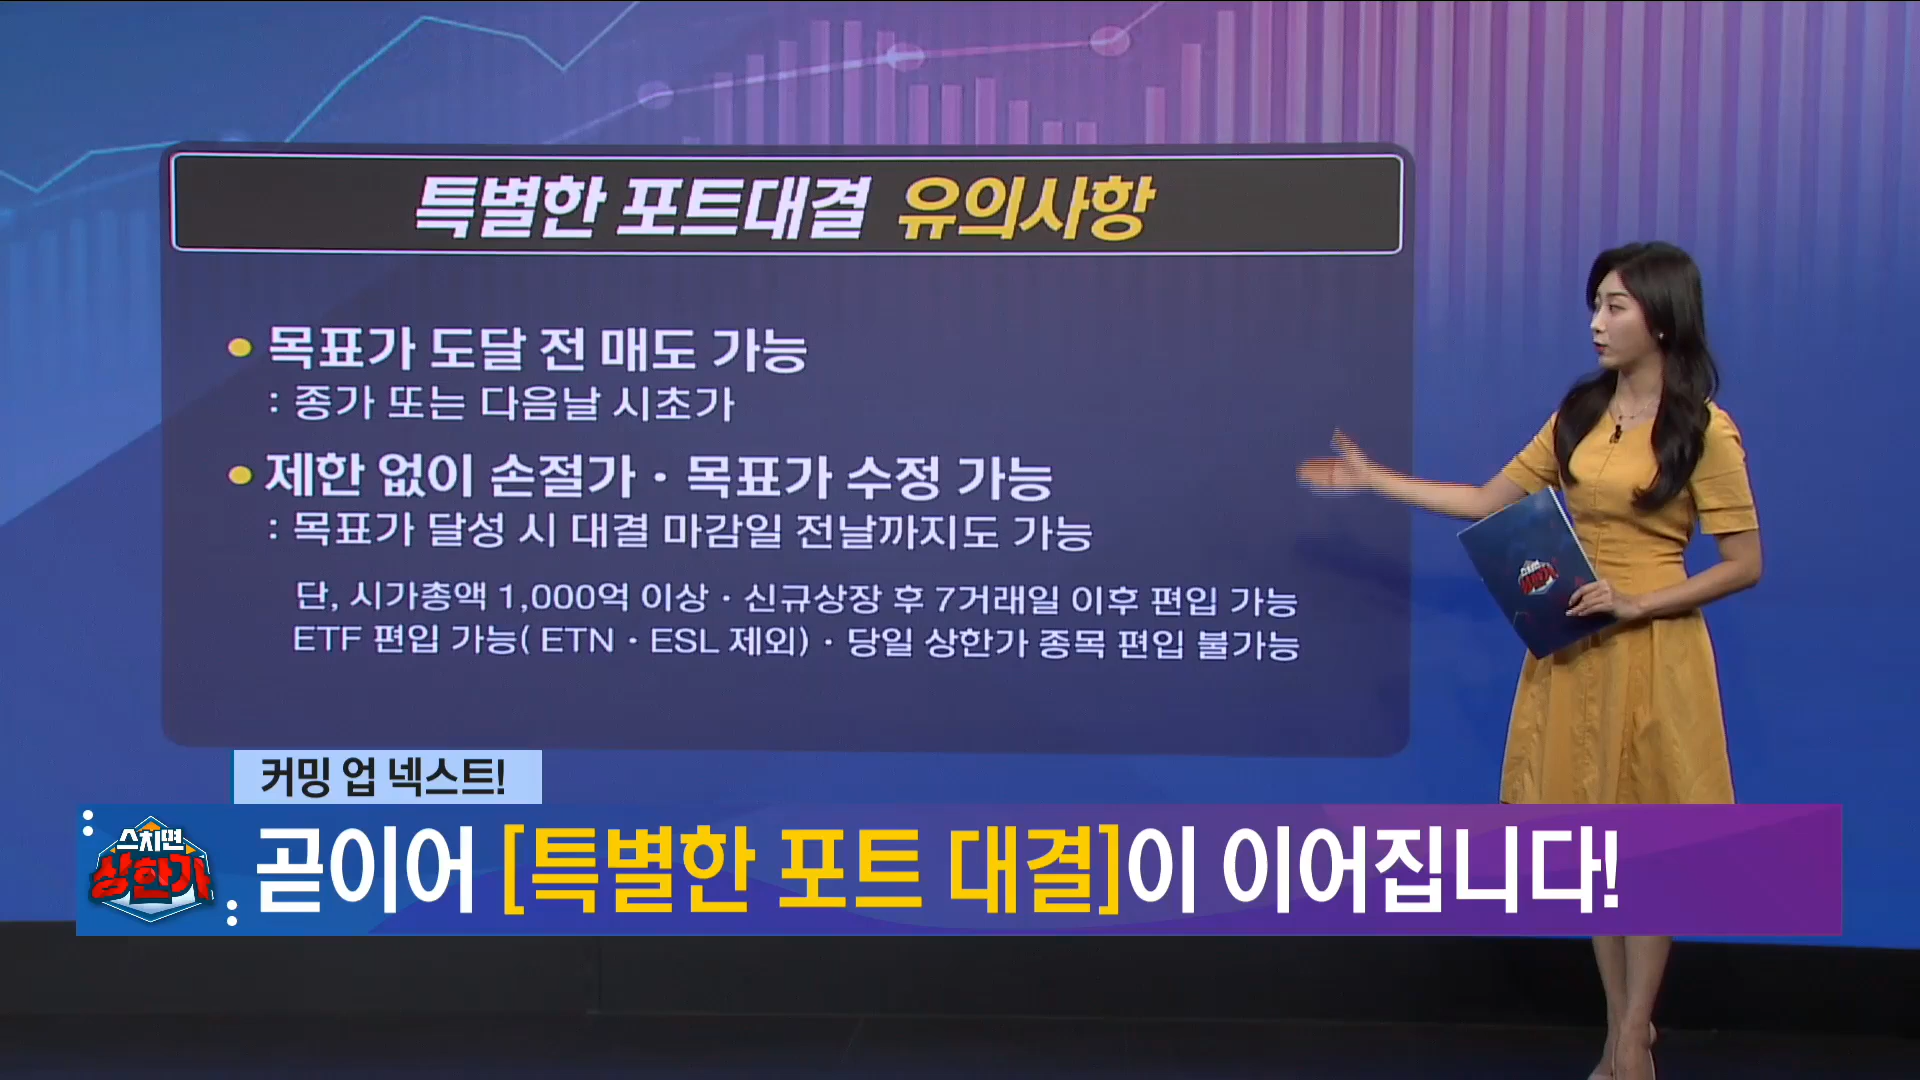 특별한 포트대결 유의사항
• 목표가 도달 전 매도 가능
: 종가 또는 다음날 시초가
• 제한 없이 손절가 · 목표가 수정 가능
: 목표가 달성 시 대결 마감일 전날까지도 가능
단, 시가총액 1,000억 이상 · 신규상장 후 7거래일 이후 편입 가능
ETF 편입 가능( ETN · ESL 제외) · 당일 상한가 종목 편입 불가능
커밍 업 넥스트!
스치면
상한가
곧이어 [특별한 포트 대결]이 이어집니다!
스치면
상한가